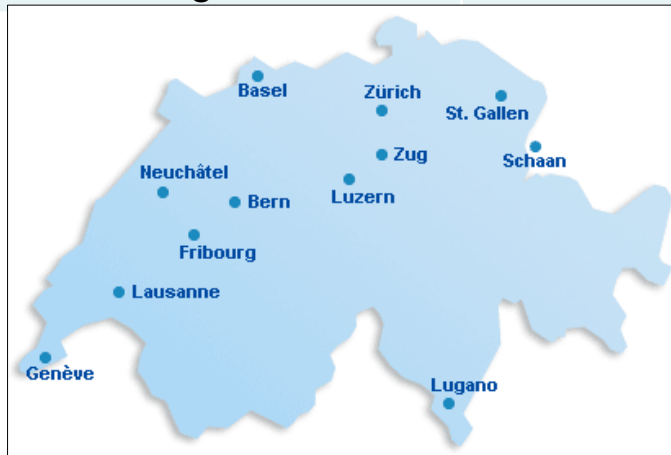 Basel
Zürich
St. Gallen
Zug
Schaan
Neuchâtel
Luzern
Bern
Fribourg
Lausanne
Genève
Lugano